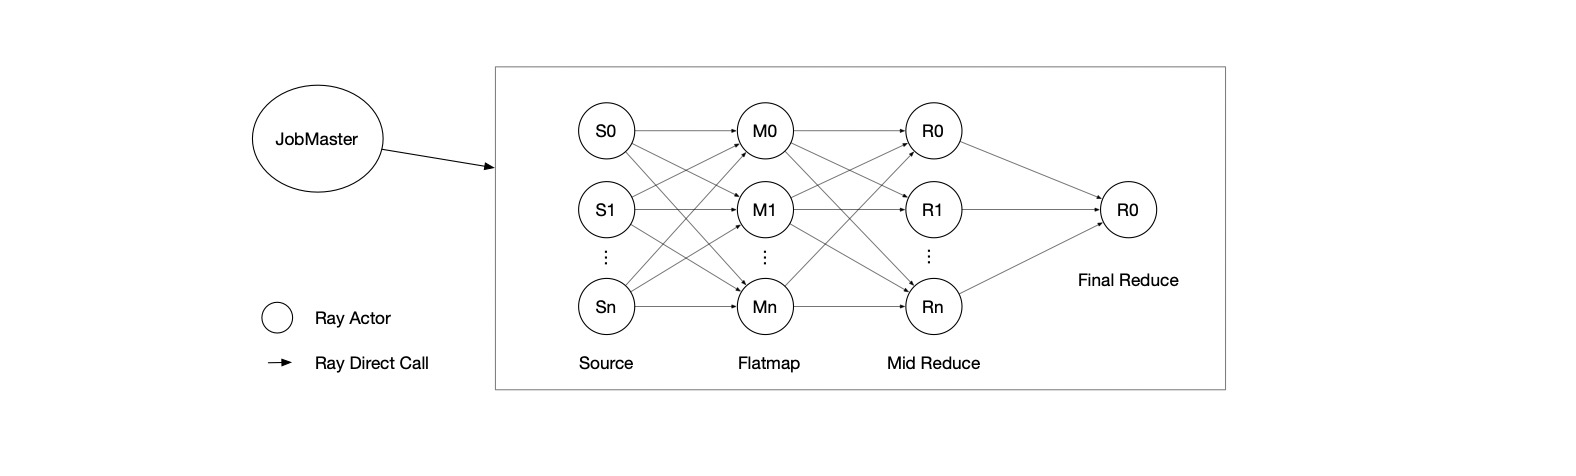 JobMaster
S0
M0
R0
S1
M1
R1
R0
⋮
⋮
⋮
Sn
Mn
Rn
Final Reduce
Source
Flatmap
Mid Reduce
Ray Actor
Ray Direct Call